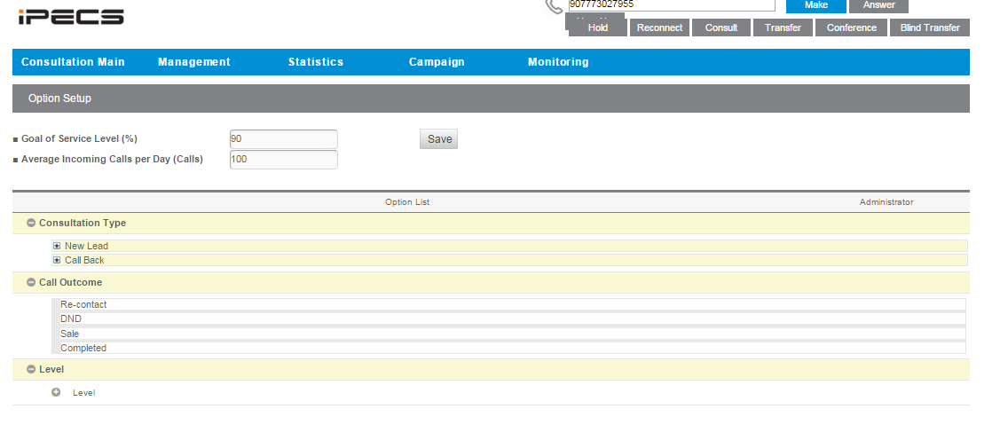 iPECS
907773027955
Make
Answer
Hold
Reconnect
Consult
Transfer
Conference
Blind Transfer
Consultation Main
Management
Statistics
Campaign
Monitoring
Option Setup
Goal of Service Level (%)
90
Save
Average Incoming Calls per Day (Calls)
100
Option List
Administrator
Consultation Type
New Lead
Call Back
Call Outcome
Re-contact
DND
Sale
Completed
Level
Level